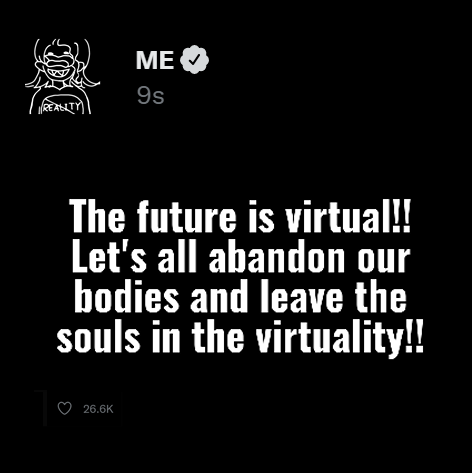 ME
9s
REALITY
The future is virtual!!
Let's all abandon our
bodies and leave the
souls in the virtuality!!
26.6K